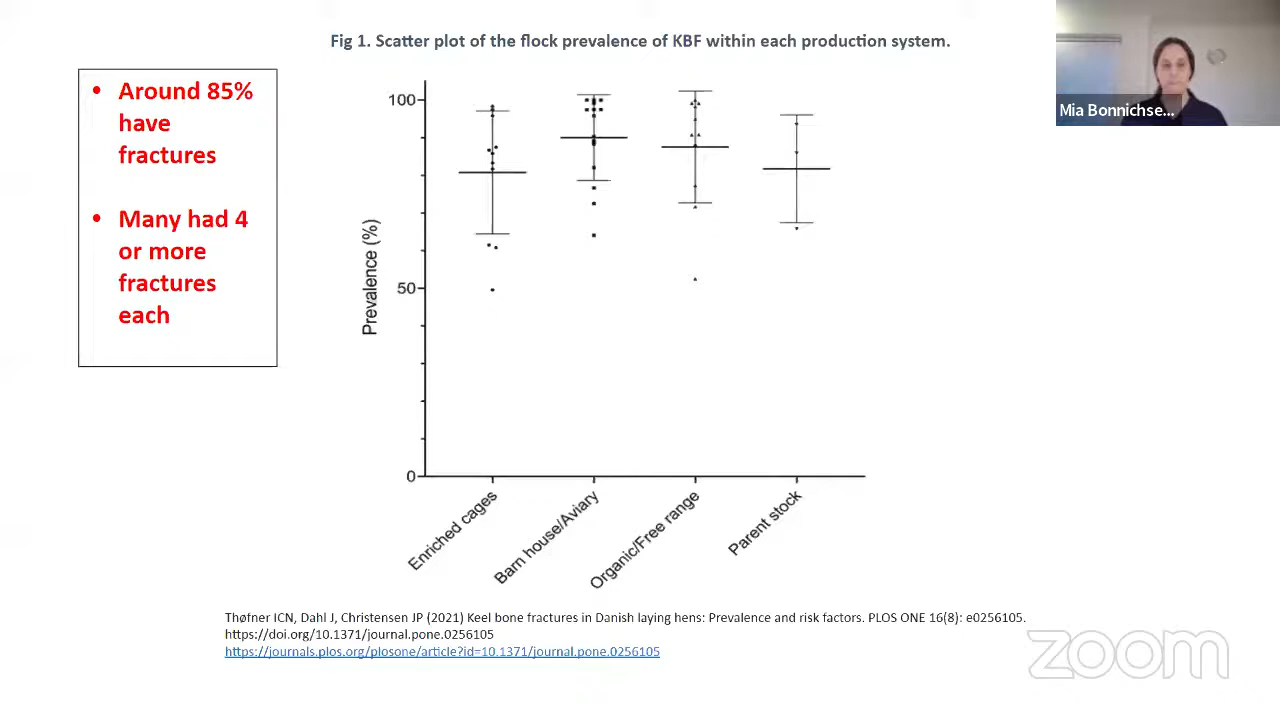 Fig 1. Scatter plot of the flock prevalence of KBF within each production system.
• Around 85%
have
fractures
• Many had 4
or more
fractures
each
Mia Bonnichse...
Prevalence (%)
100
50
0
Enriched cages
Barn house/Aviary
Organic/Free range
Parent stock
Thøfner ICN, Dahl J, Christensen JP (2021) Keel bone fractures in Danish laying hens: Prevalence and risk factors. PLOS ONE 16(8): e0256105.
https://doi.org/10.1371/journal.pone.0256105
https://journals.plos.org/plosone/article?id=10.1371/journal.pone.0256105
zoom